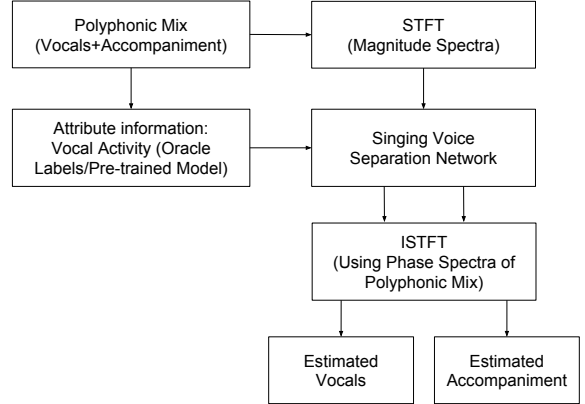 Polyphonic Mix
(Vocals+Accompaniment)
STFT
(Magnitude Spectra)
Attribute information:
Vocal Activity (Oracle
Labels/Pre-trained Model)
Singing Voice
Separation Network
ISTFT
(Using Phase Spectra of
Polyphonic Mix)
Estimated
Vocals
Estimated
Accompaniment